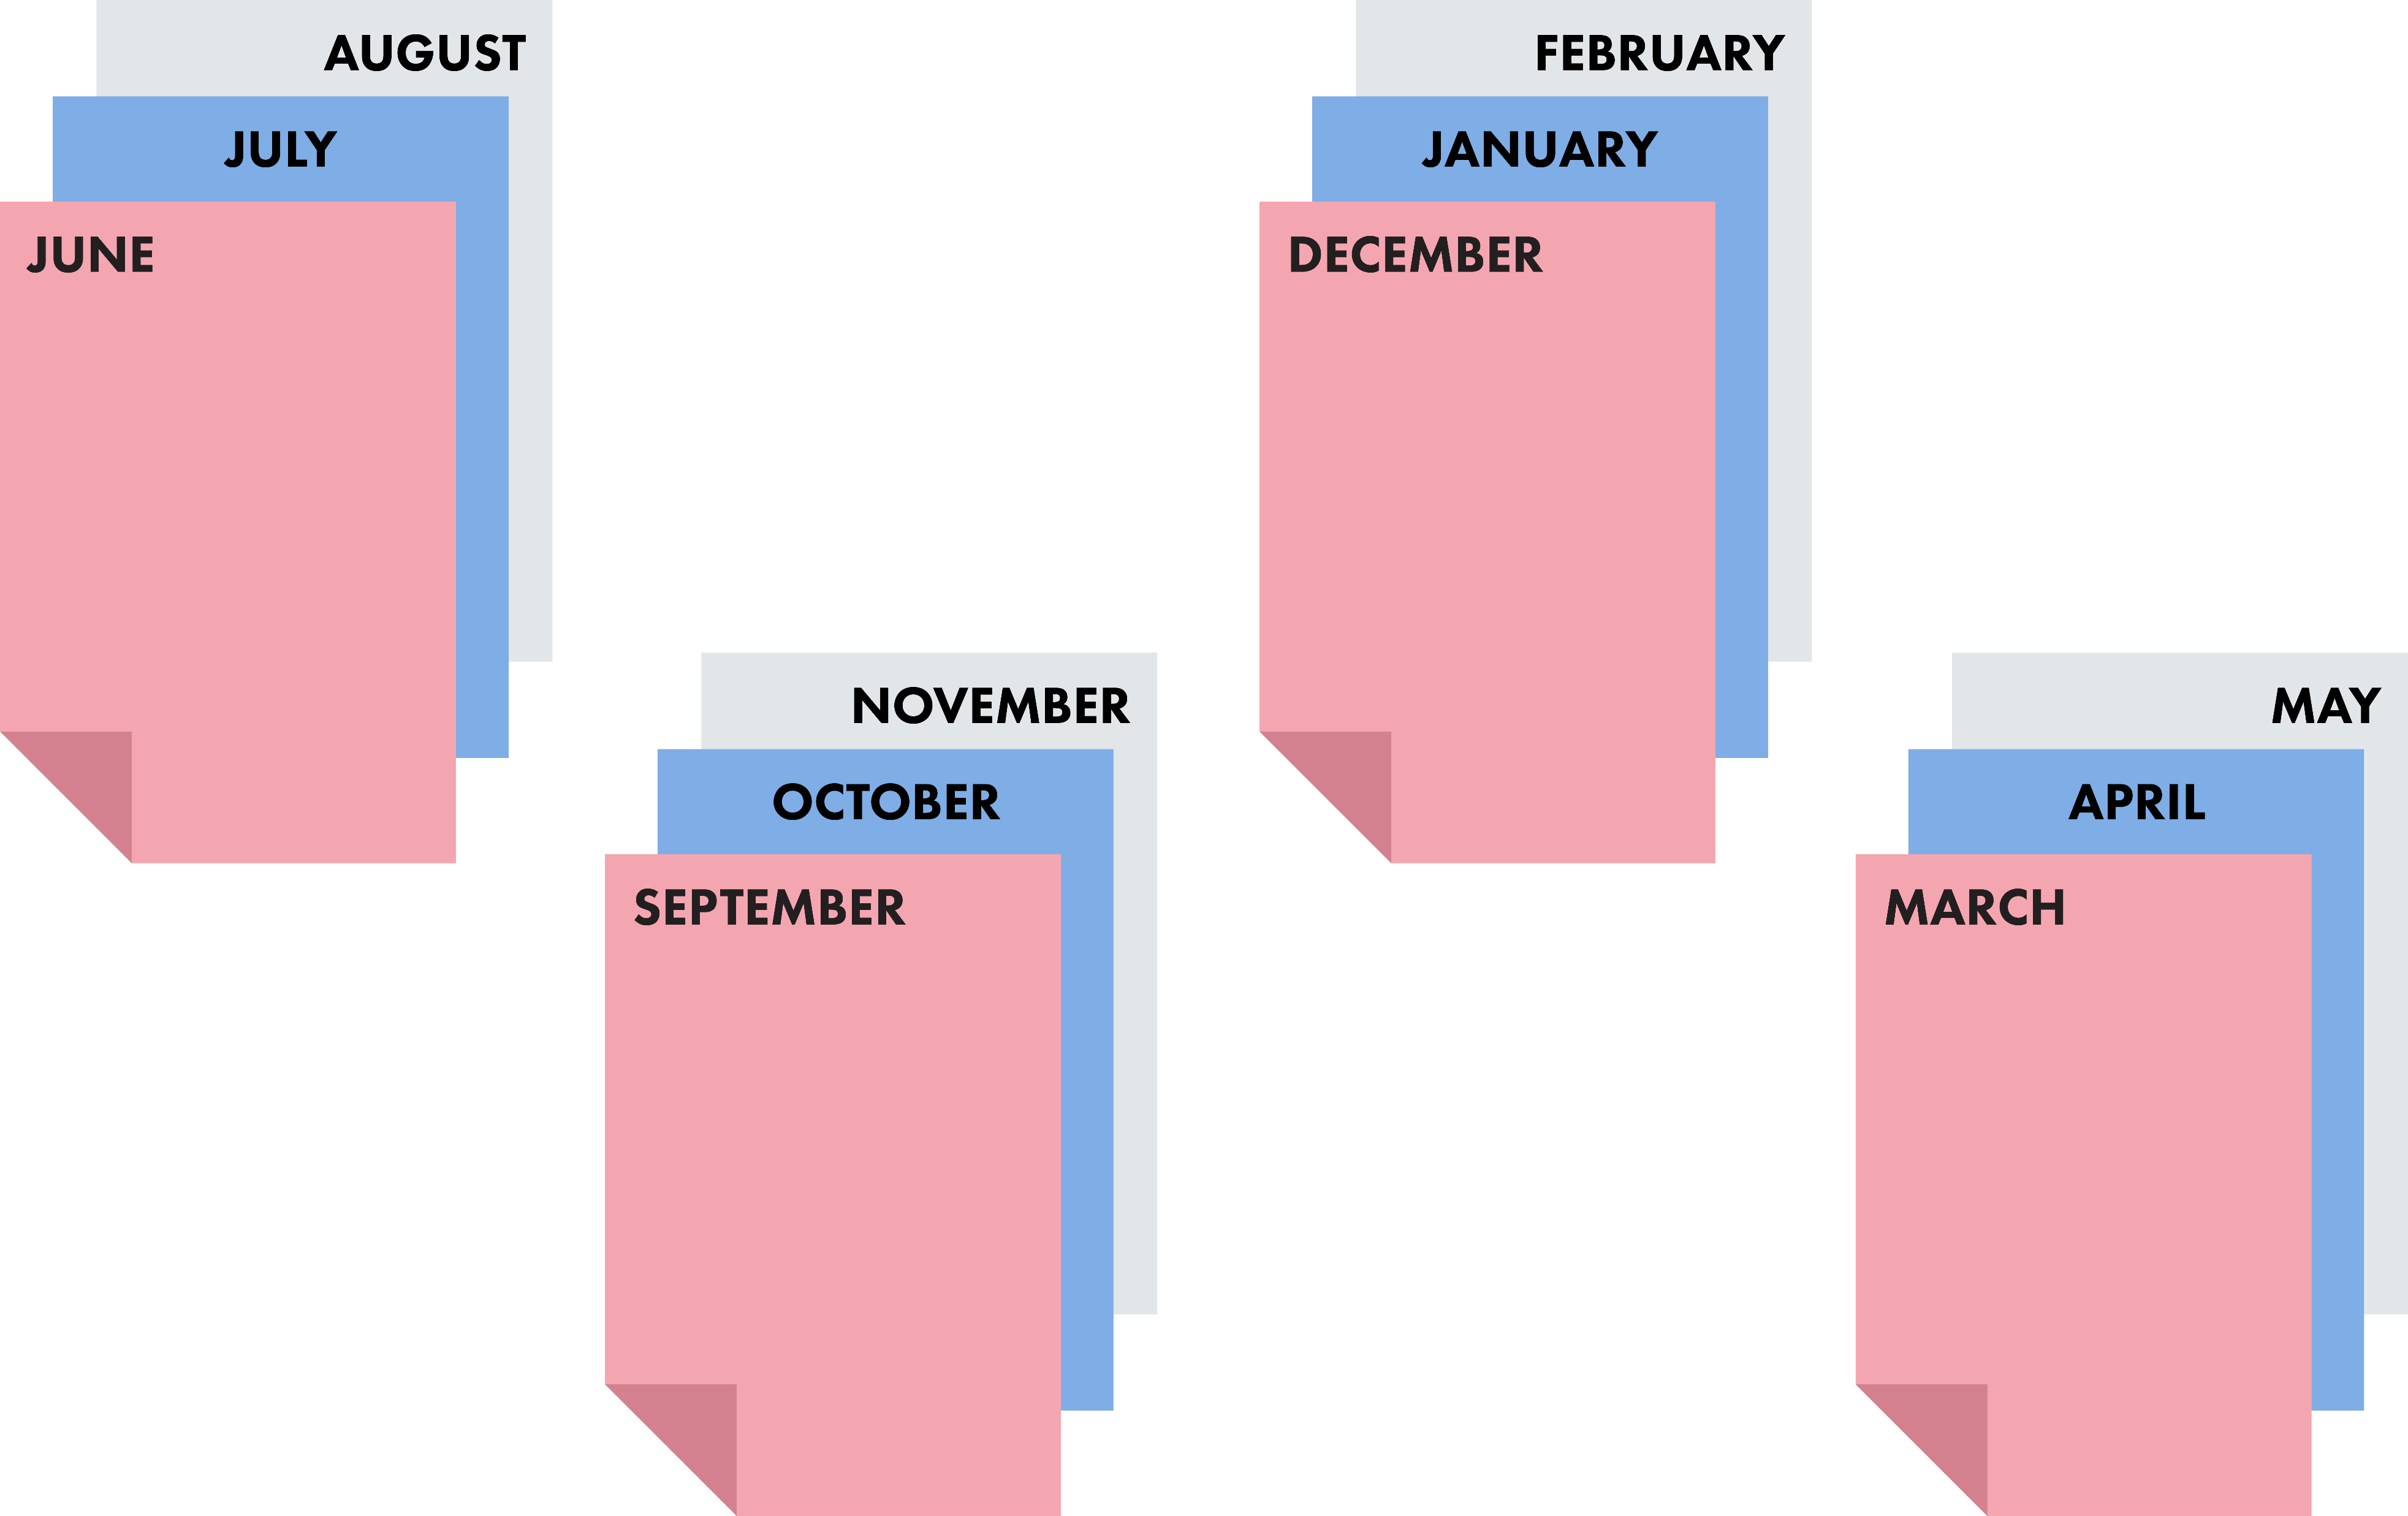 AUGUST
JULY
JUNE
NOVEMBER
OCTOBER
SEPTEMBER
FEBRUARY
JANUARY
DECEMBER
MAY
APRIL
MARCH